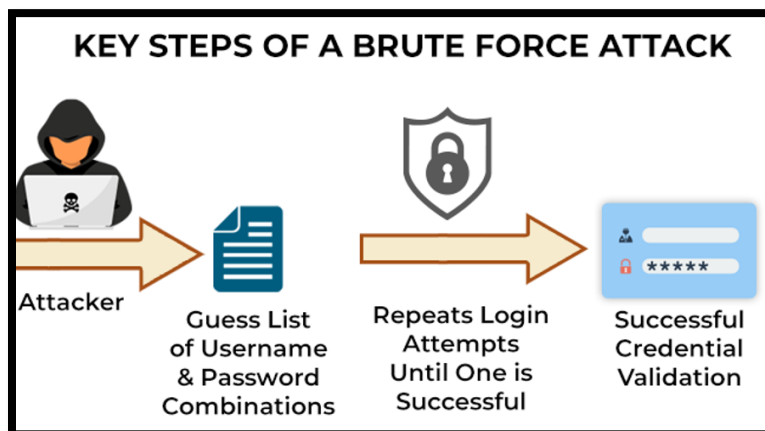 KEY STEPS OF A BRUTE FORCE ATTACK
Attacker
Guess List
of Username
& Password
Combinations
Repeats Login
Attempts
Until One is
Successful
*****
Successful
Credential
Validation